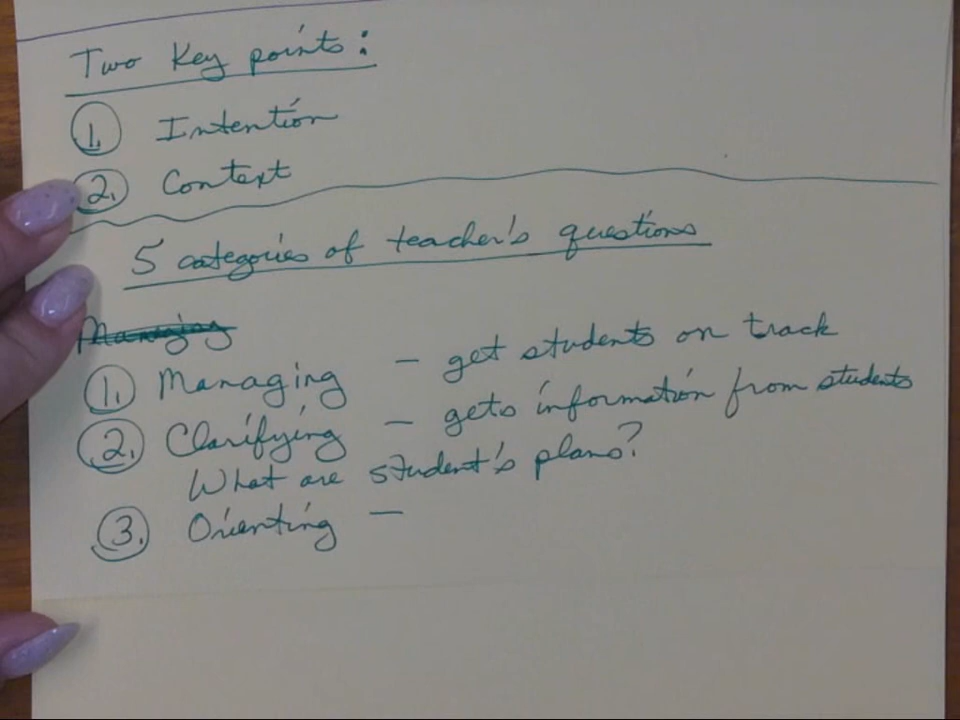 Two Key points:
1. Intention
2. Context
5 categories of teacher's questions
Managing
1. Managing - get students on track
2. Clarifying - gets information from students
What are student's plans?
3. Orienting -